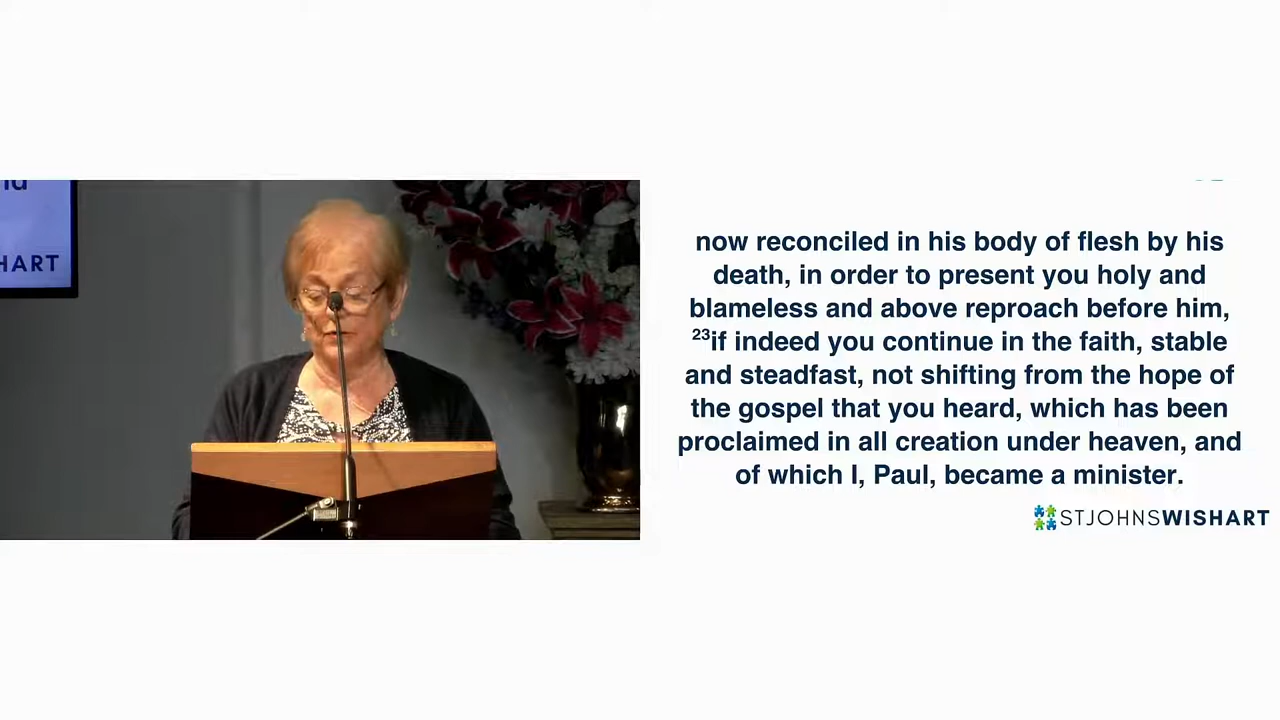 HART
now reconciled in his body of flesh by his
death, in order to present you holy and
blameless and above reproach before him,
²³if indeed you continue in the faith, stable
and steadfast, not shifting from the hope of
the gospel that you heard, which has been
proclaimed in all creation under heaven, and
of which I, Paul, became a minister.
STJOHNSWISHART